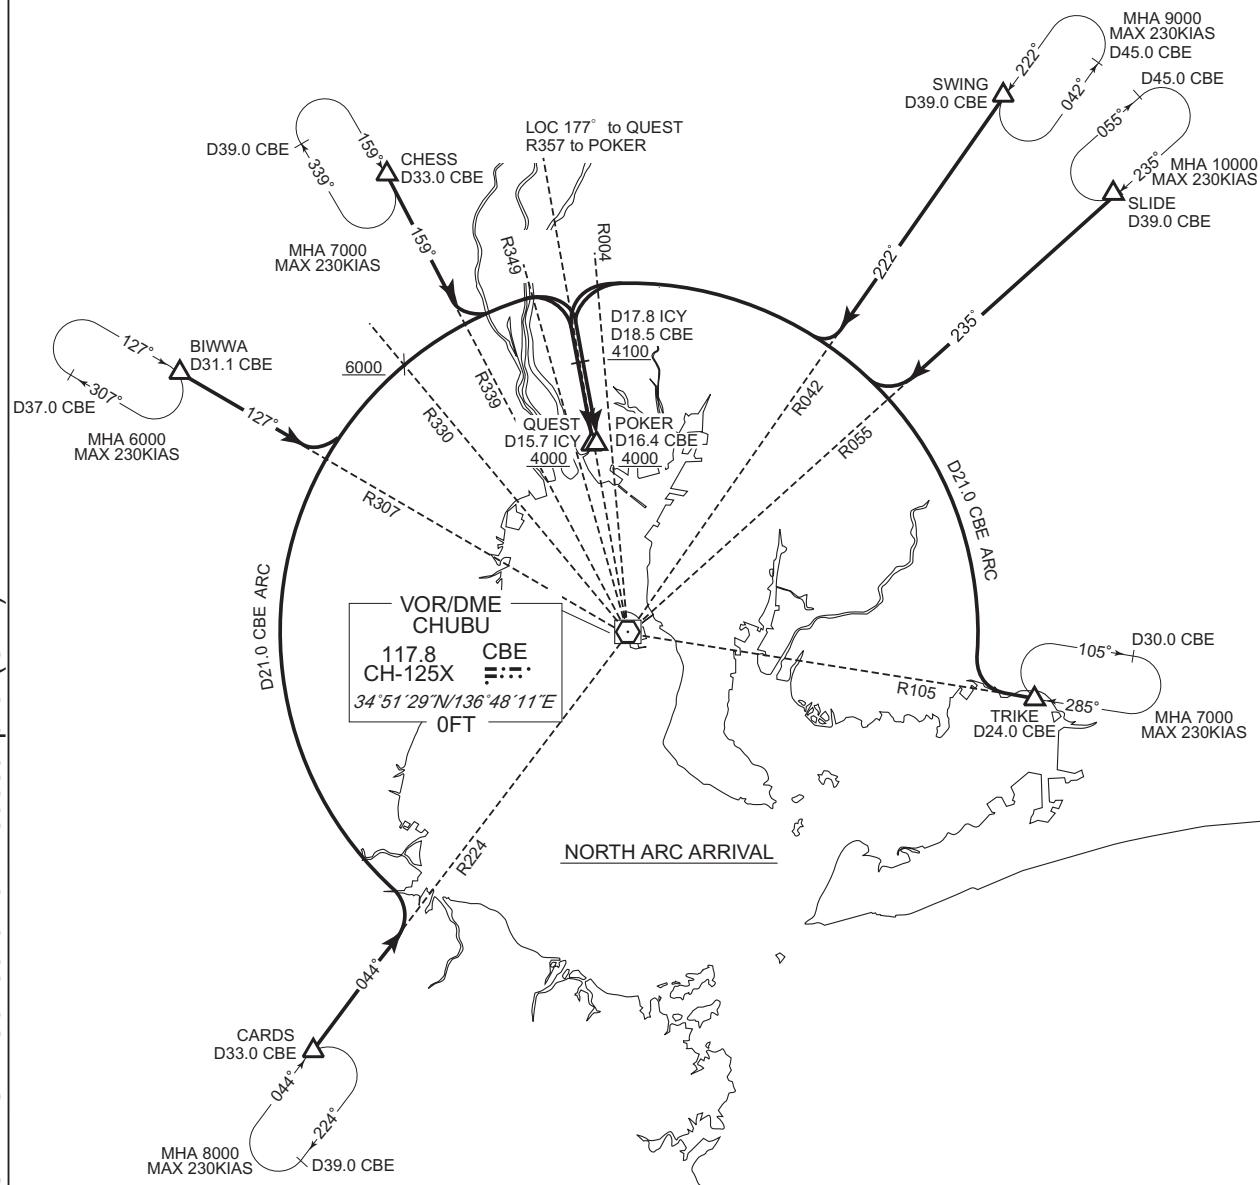 MHA 9000
MAX 230KIAS
D45.0 CBE
222°
042°
SWING
D39.0 CBE
D45.0 CBE
055°
235°
MHA 10000
MAX 230KIAS
SLIDE
D39.0 CBE
LOC 177° to QUEST
R357 to POKER
D39.0 CBE
159°
339°
CHESS
D33.0 CBE
MHA 7000
MAX 230KIAS
159°
R349
R004
222°
235°
127°
307°
BIWWA
D31.1 CBE
D37.0 CBE
MHA 6000
MAX 230KIAS
127°
6000
D17.8 ICY
D18.5 CBE
4100
R339
R330
R042
R055
QUEST
D15.7 ICY
4000
POKER
D16.4 CBE
4000
R307
D21.0 CBE ARC
D21.0 CBE ARC
VOR/DME
CHUBU
117.8
CBE
CH-125X
34°51´29˝N/136°48´11˝E
0FT
R105
105°
D30.0 CBE
285°
TRIKE
D24.0 CBE
MHA 7000
MAX 230KIAS
R224
NORTH ARC ARRIVAL
044°
CARDS
D33.0 CBE
044°
224°
MHA 8000
MAX 230KIAS
D39.0 CBE